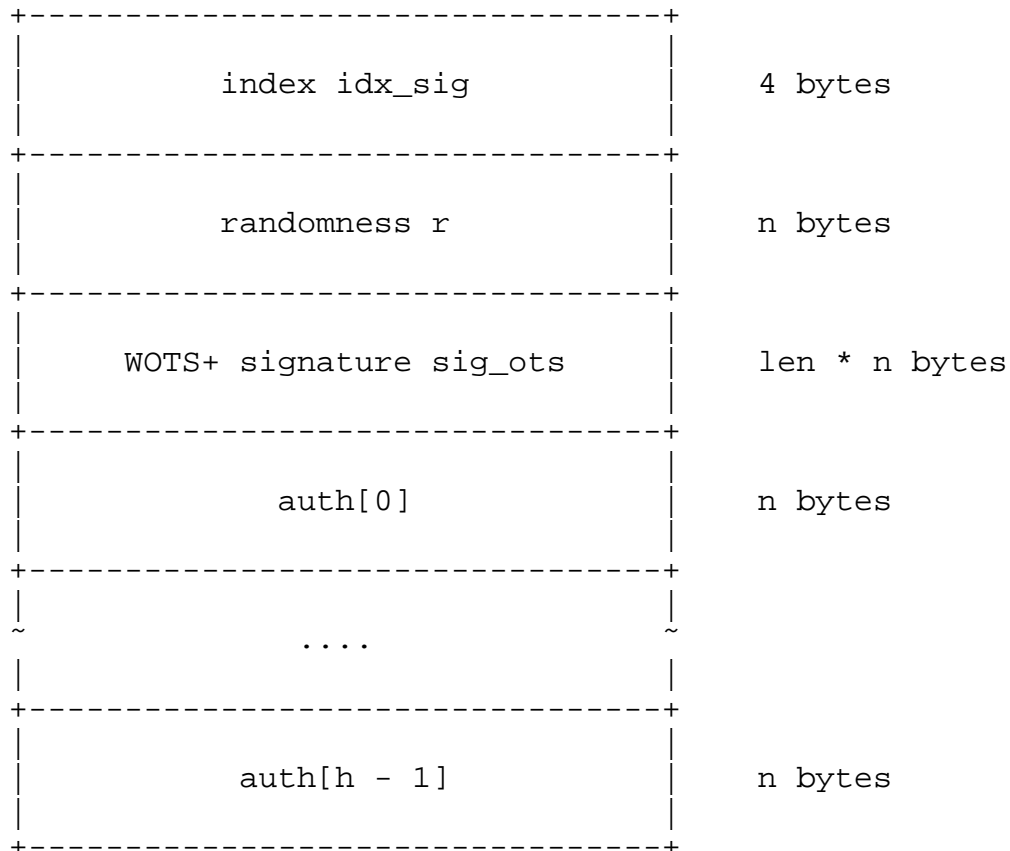 index idx_sig 4 bytes
randomness r n bytes
WOTS+ signature sig_ots len * n bytes
auth[0] n bytes
....
auth[h - 1] n bytes